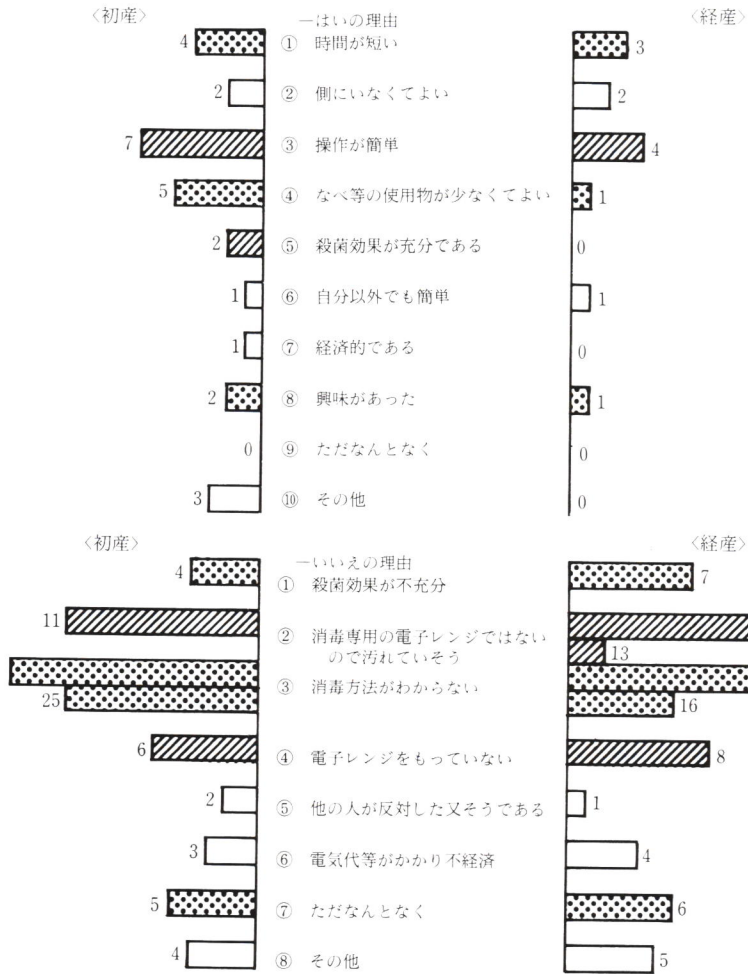 〈初産〉 ―はいの理由 〈経産〉
4 ① 時間が短い 3
2 ② 側にいなくてよい 2
7 ③ 操作が簡単 4
5 ④ なべ等の使用物が少なくてよい 1
2 ⑤ 殺菌効果が充分である 0
1 ⑥ 自分以外でも簡単 1
1 ⑦ 経済的である 0
2 ⑧ 興味があった 1
0 ⑨ ただなんとなく 0
3 ⑩ その他 0
〈初産〉 ―いいえの理由 〈経産〉
4 ① 殺菌効果が不充分 7
11 ② 消毒専用の電子レンジではない
ので汚れていそう 13
25 ③ 消毒方法がわからない 16
6 ④ 電子レンジをもっていない 8
2 ⑤ 他の人が反対した又そうである 1
3 ⑥ 電気代等がかかり不経済 4
5 ⑦ ただなんとなく 6
4 ⑧ その他 5